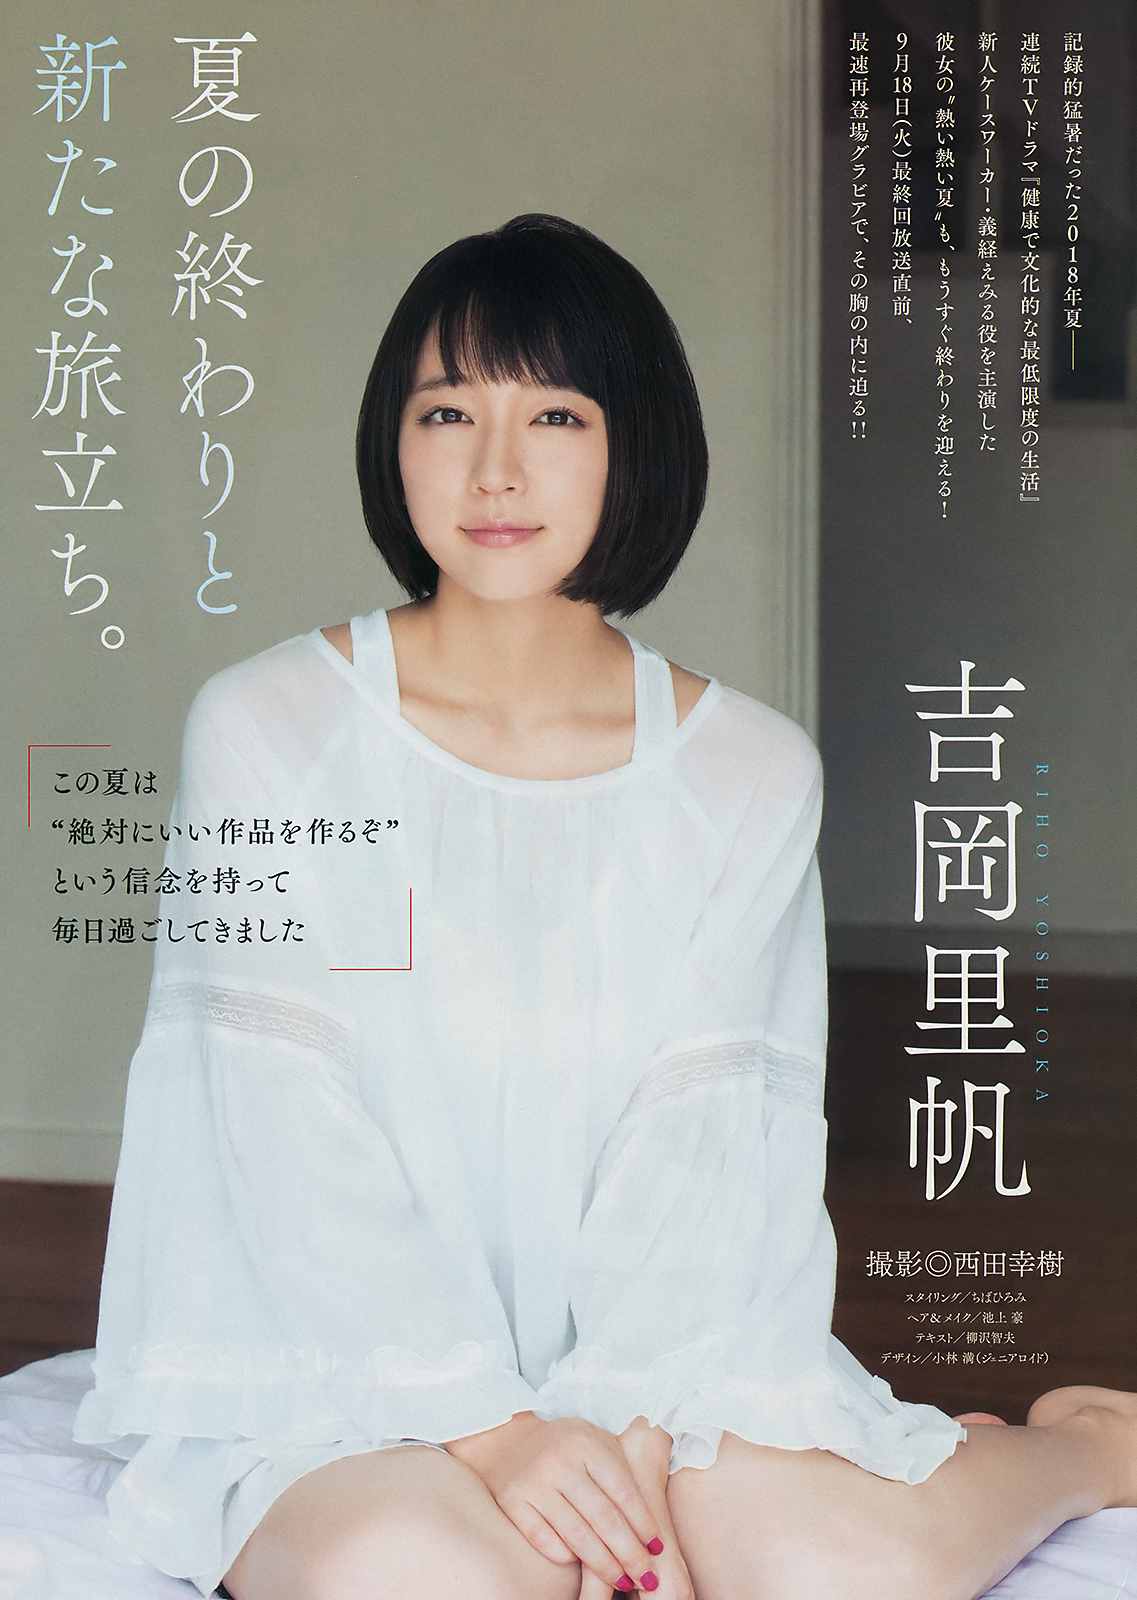 記録的猛暑だった2018年夏――
連続TVドラマ『健康で文化的な最低限度の生活』
新人ケースワーカー・義経えみる役を主演した
彼女の〝熱い熱い夏〟も、もうすぐ終わりを迎える!
9月18日(火)最終回放送直前、
最速再登場グラビアで、その胸の内に迫る!!
夏の終わりと
新たな旅立ち。
この夏は
“絶対にいい作品を作るぞ”
という信念を持って
毎日過ごしてきました
吉岡里帆
RIHO YOSHIOKA
撮影◎西田幸樹
スタイリング/ちばひろみ
ヘア&メイク/池上 豪
テキスト/柳沢智夫
デザイン/小林 満(ジェニアロイド)